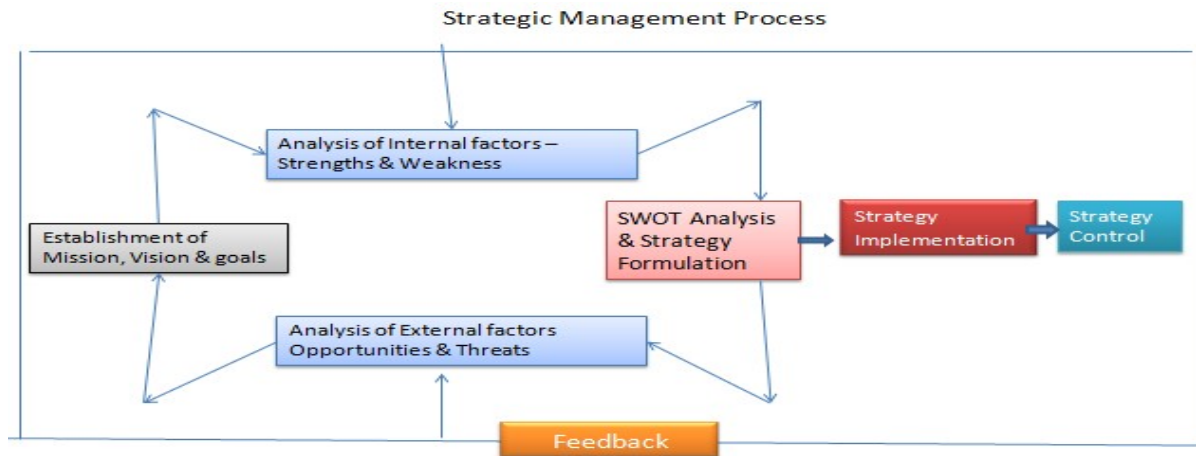 Strategic Management Process
Analysis of Internal factors –
Strengths & Weakness
Establishment of
Mission, Vision & goals
SWOT Analysis
& Strategy
Formulation
Strategy
Implementation
Strategy
Control
Analysis of External factors
Opportunities & Threats
Feedback